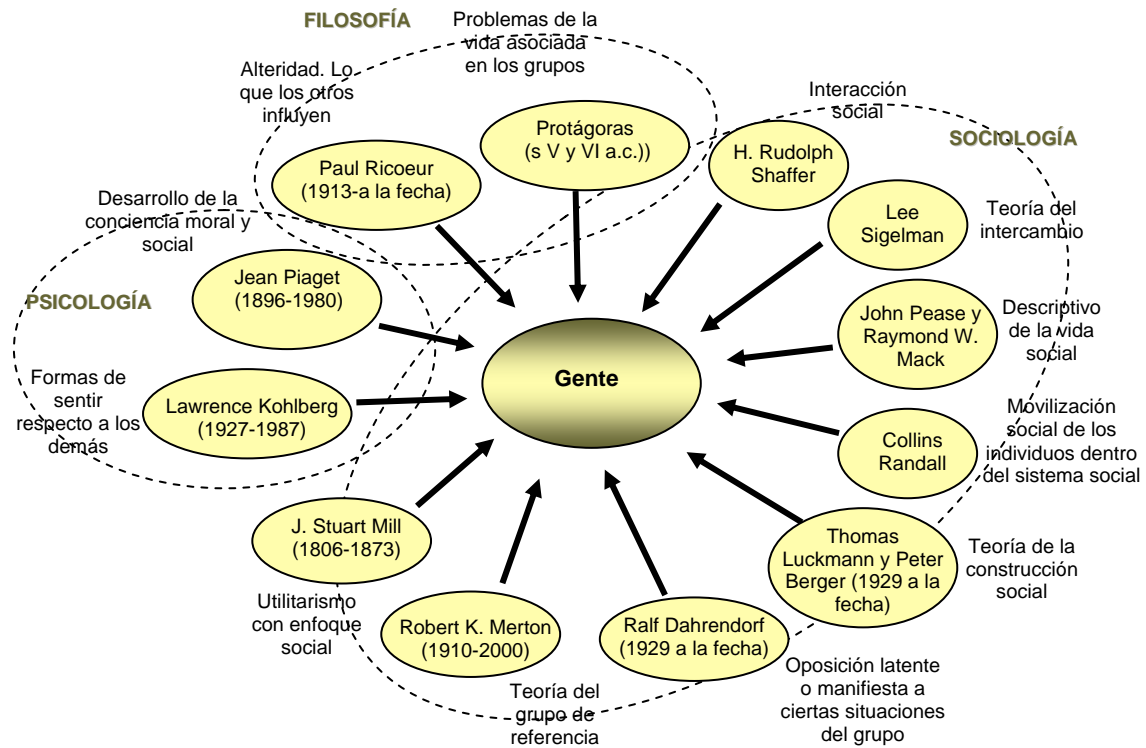 FILOSOFÍA
Problemas de la
vida asociada
en los grupos
Alteridad. Lo
que los otros
influyen
Interacción
social
SOCIOLOGÍA
Protágoras
(s V y VI a.c.))
H. Rudolph
Shaffer
Paul Ricoeur
(1913-a la fecha)
Desarrollo de la
conciencia moral y
social
Lee
Sigelman
Teoría del
intercambio
Jean Piaget
(1896-1980)
PSICOLOGÍA
John Pease y
Raymond W.
Mack
Descriptivo
de la vida
social
Gente
Formas de
sentir
respecto a los
demás
Lawrence Kohlberg
(1927-1987)
Movilización
social de los
individuos dentro
del sistema social
Collins
Randall
J. Stuart Mill
(1806-1873)
Thomas
Luckmann y Peter
Berger (1929 a la
fecha)
Teoría de la
construcción
social
Utilitarismo
con enfoque
social
Robert K. Merton
(1910-2000)
Ralf Dahrendorf
(1929 a la fecha)
Teoría del
grupo de
referencia
Oposición latente
o manifiesta a
ciertas situaciones
del grupo